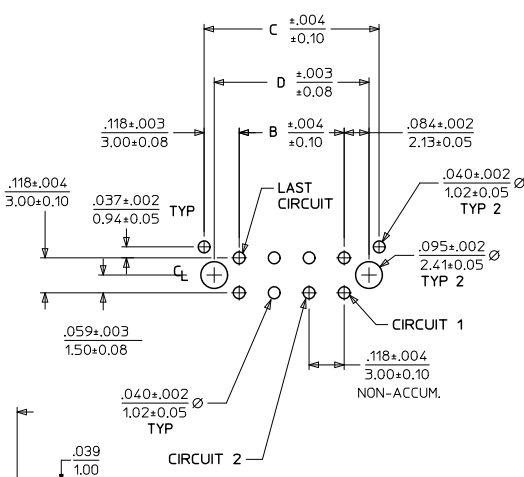 C ±.004
±0.10
D ±.003
±0.08
.118±.003
3.00±0.08
B ±.004
±0.10
.084±.002
2.13±0.05
.118±.004
3.00±0.10
.037±.002
0.94±0.05
TYP
LAST
CIRCUIT
.040±.002
1.02±0.05
Ø
TYP 2
℄
.095±.002
2.41±0.05
Ø
TYP 2
.059±.003
1.50±0.08
CIRCUIT 1
.118±.004
3.00±0.10
NON-ACCUM.
.040±.002
1.02±0.05
Ø
TYP
CIRCUIT 2
.039
1.00